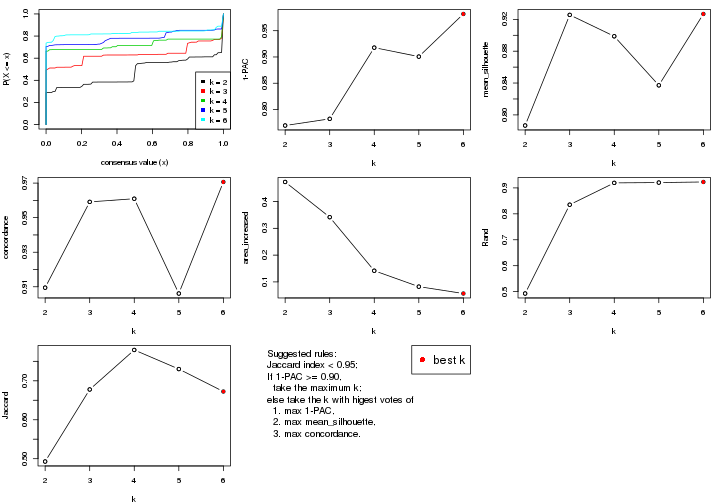 P(X <= x)
0.0 0.2 0.4 0.6 0.8 1.0
k = 2
k = 3
k = 4
k = 5
k = 6
0.0 0.2 0.4 0.6 0.8 1.0
consensus value (x)
1-PAC
0.80 0.85 0.90 0.95
2 3 4 5 6
k
mean_silhouette
0.80 0.84 0.88 0.92
2 3 4 5 6
k
concordance
0.91 0.93 0.95 0.97
2 3 4 5 6
k
area_increased
0.1 0.2 0.3 0.4
2 3 4 5 6
k
Rand
0.5 0.6 0.7 0.8 0.9
2 3 4 5 6
k
Jaccard
0.50 0.60 0.70
2 3 4 5 6
k
Suggested rules:
Jaccard index < 0.95;
If 1-PAC >= 0.90,
take the maximum k;
else take the k with higest votes of
1. max 1-PAC,
2. max mean_silhouette,
3. max concordance.
best k